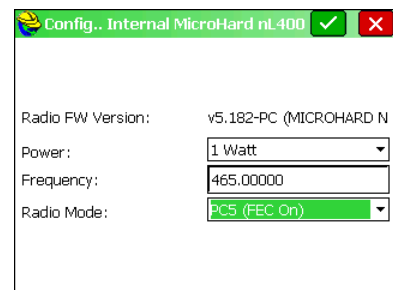 Config.. Internal MicroHard nL400
Radio FW Version: v5.182-PC (MICROHARD N
Power: 1 Watt
Frequency: 465.00000
Radio Mode: PC5 (FEC On)